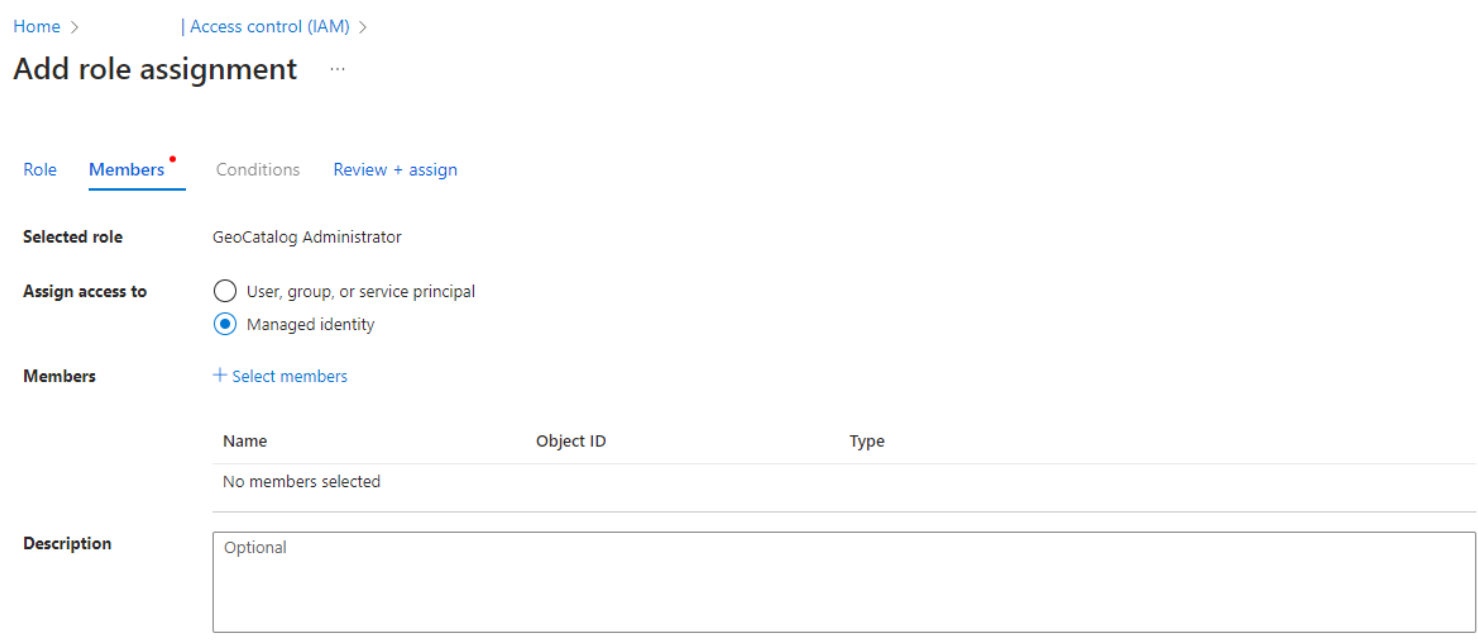 Home > | Access control (IAM) >
Add role assignment ...
Role Members Conditions Review + assign
Selected role GeoCatalog Administrator
Assign access to User, group, or service principal
Managed identity
Members + Select members
Name Object ID Type
No members selected
Description Optional